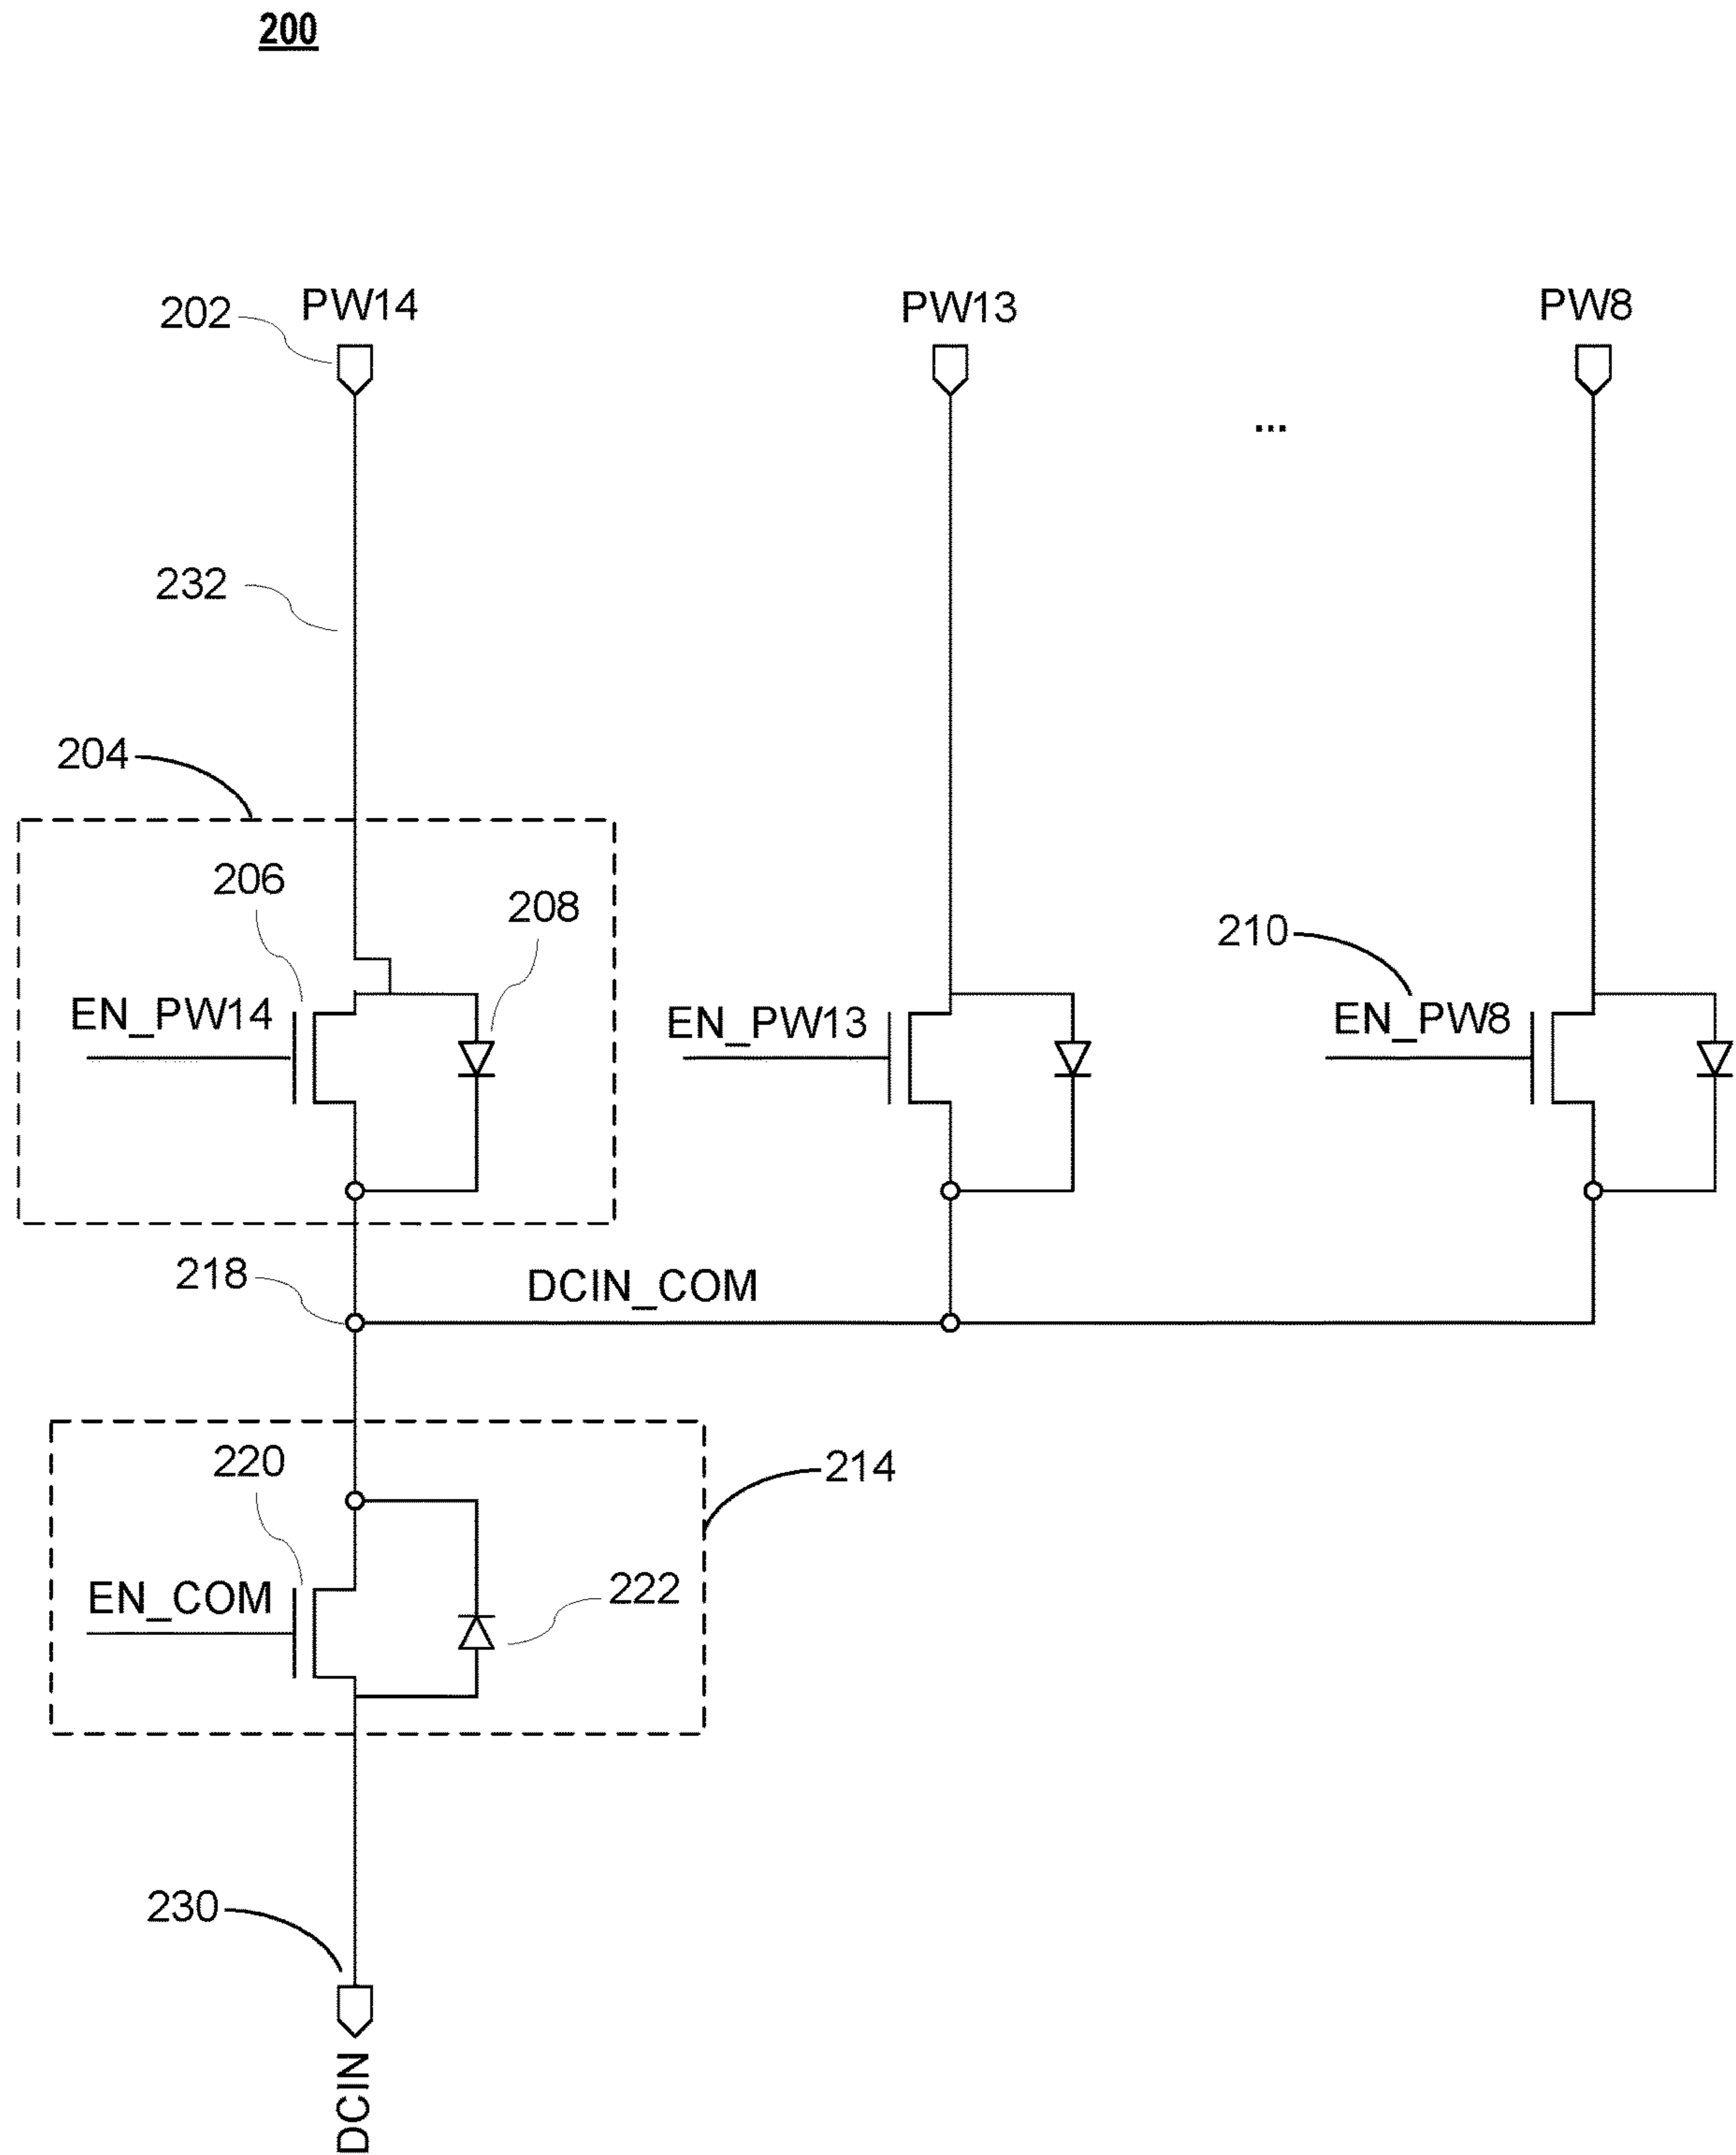 200
202
PW14
PW13
PW8
...
232
204
206
208
210
EN_PW14
EN_PW13
EN_PW8
218
DCIN_COM
220
214
EN_COM
222
230
DCIN